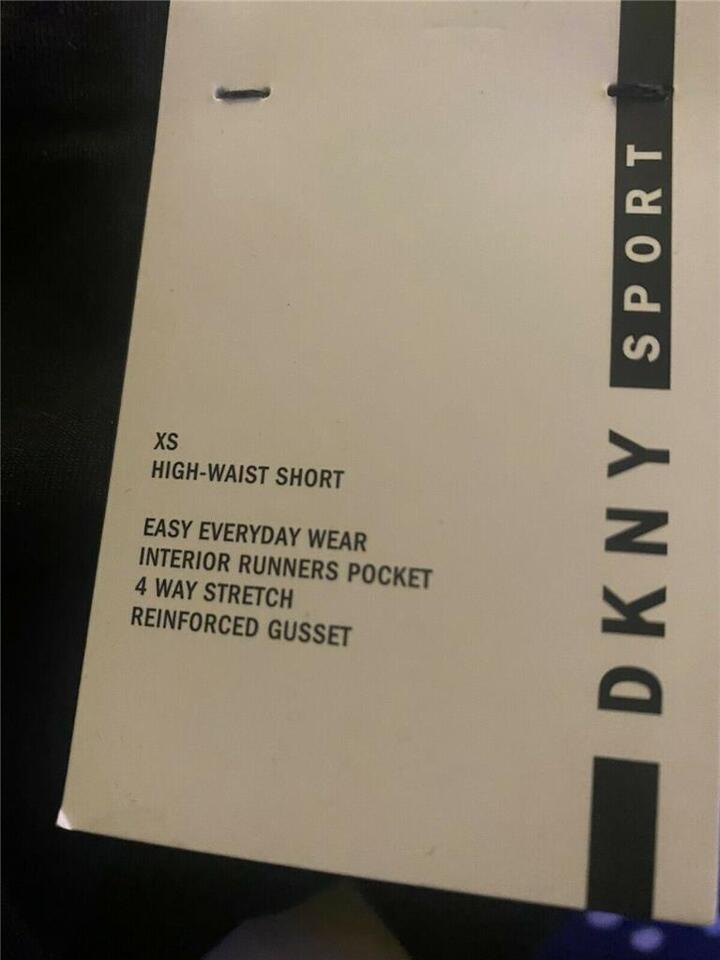 XS
HIGH-WAIST SHORT
EASY EVERYDAY WEAR
INTERIOR RUNNERS POCKET
4 WAY STRETCH
REINFORCED GUSSET
DKNY SPORT